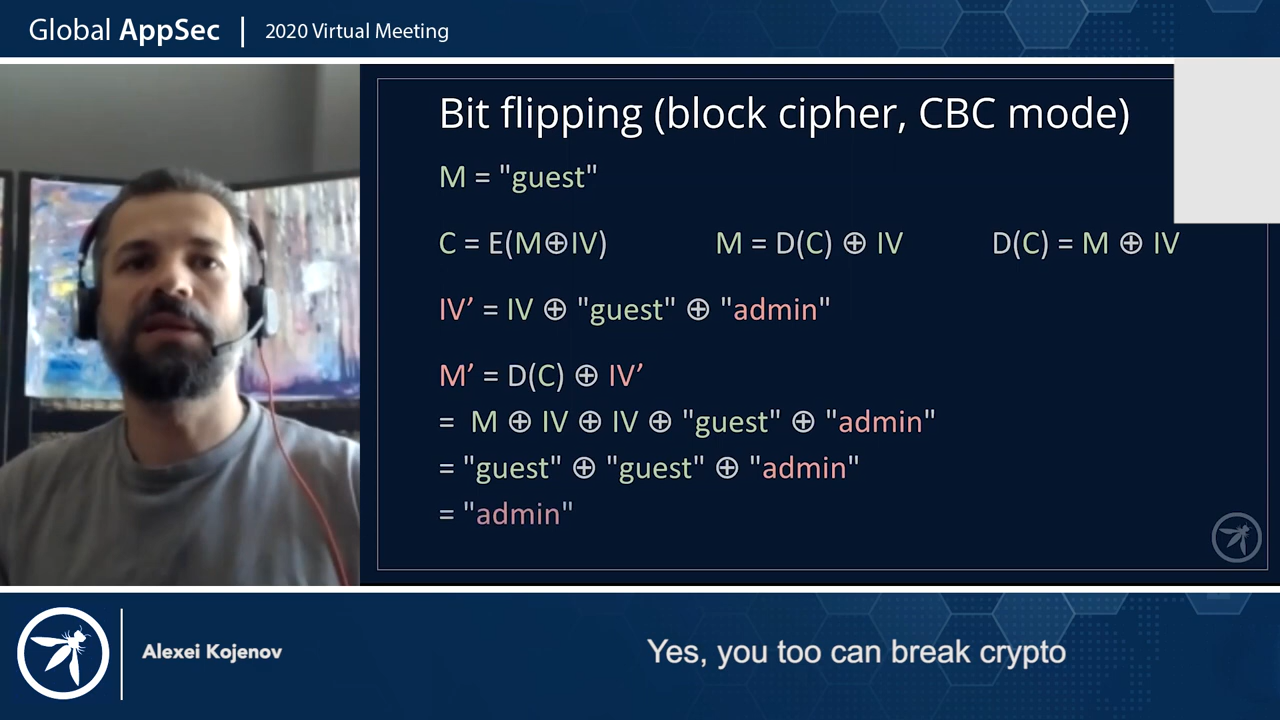 Global AppSec | 2020 Virtual Meeting
Bit flipping (block cipher, CBC mode)
M = "guest"
C = E(M⊕IV) M = D(C) ⊕ IV D(C) = M ⊕ IV
IV’ = IV ⊕ "guest" ⊕ "admin"
M’ = D(C) ⊕ IV’
= M ⊕ IV ⊕ IV ⊕ "guest" ⊕ "admin"
= "guest" ⊕ "guest" ⊕ "admin"
= "admin"
Alexei Kojenov
Yes, you too can break crypto